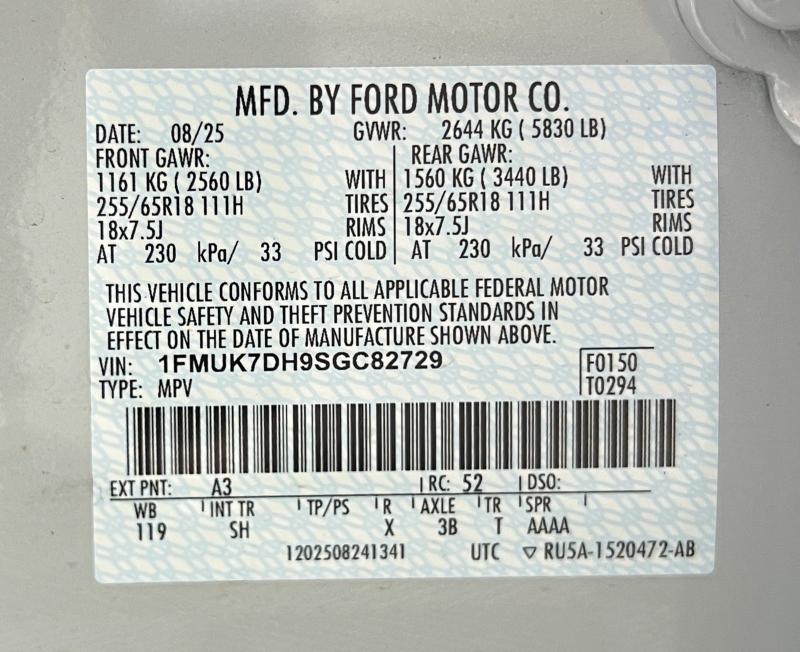 MFD. BY FORD MOTOR CO.
DATE: 08/25 GVWR: 2644 KG ( 5830 LB)
FRONT GAWR: REAR GAWR:
1161 KG ( 2560 LB) WITH 1560 KG ( 3440 LB) WITH
255/65R18 111H TIRES 255/65R18 111H TIRES
18x7.5J RIMS 18x7.5J RIMS
AT 230 kPa/ 33 PSI COLD AT 230 kPa/ 33 PSI COLD
THIS VEHICLE CONFORMS TO ALL APPLICABLE FEDERAL MOTOR
VEHICLE SAFETY AND THEFT PREVENTION STANDARDS IN
EFFECT ON THE DATE OF MANUFACTURE SHOWN ABOVE.
VIN: 1FMUK7DH9SGC82729 F0150
TYPE: MPV T0294
EXT PNT: A3 RC: 52 DSO:
WB INT TR TP/PS R AXLE TR SPR
119 SH X 3B T AAAA
1202508241341 UTC ▽ RU5A-1520472-AB